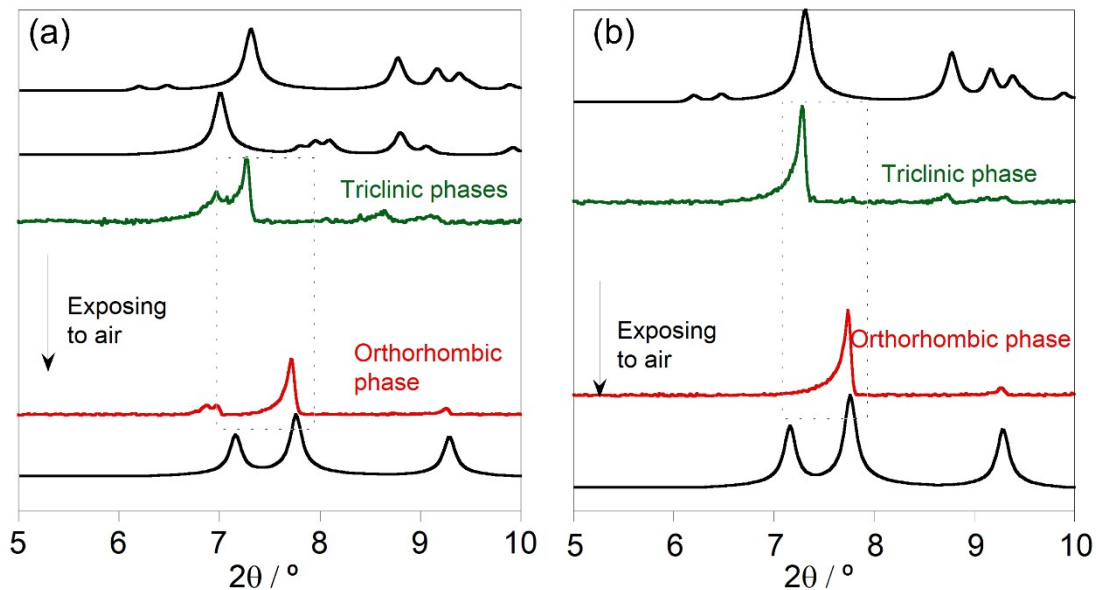 (a)
Triclinic phases
Exposing
to air
Orthorhombic
phase
5 6 7 8 9 10
2θ / º
(b)
Triclinic phase
Exposing
to air
Orthorhombic phase
5 6 7 8 9 10
2θ / º